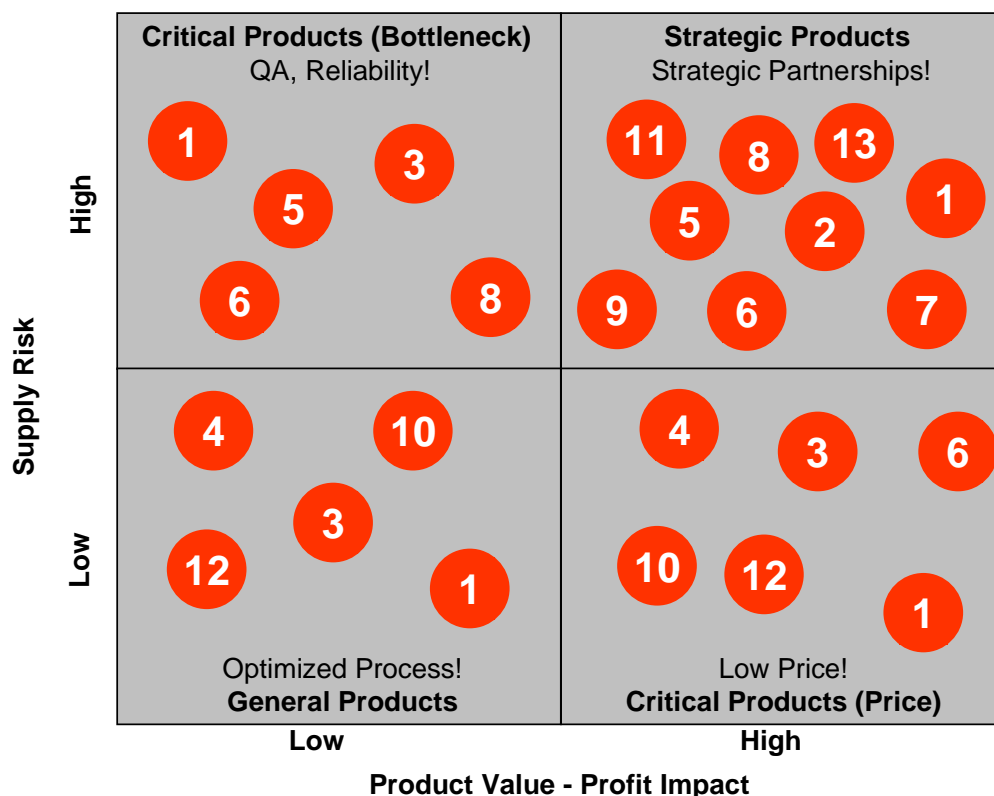 Critical Products (Bottleneck)
QA, Reliability!
1
3
5
6
8
Strategic Products
Strategic Partnerships!
11
8
13
1
5
2
9
6
7
High
Supply Risk
Low
4
10
3
12
1
Optimized Process!
General Products
4
3
6
10
12
1
Low Price!
Critical Products (Price)
Low
High
Product Value - Profit Impact